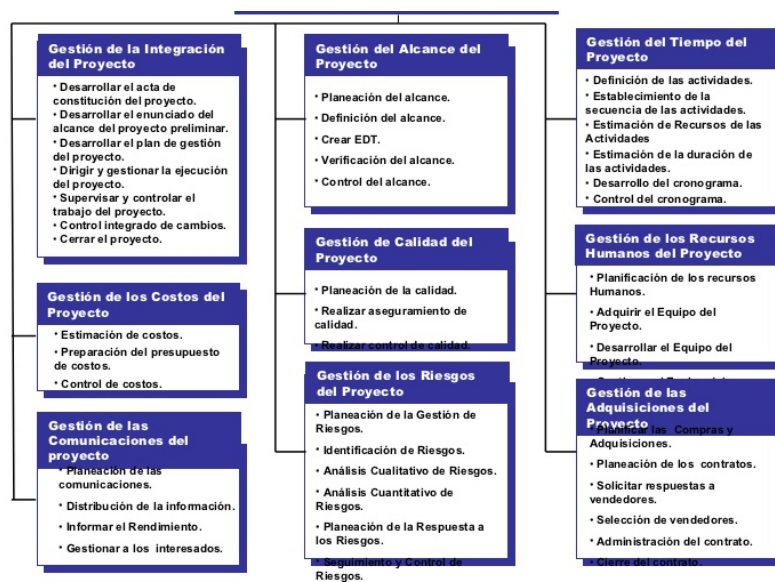 Gestión de la Integración
del Proyecto
• Desarrollar el acta de
constitución del proyecto.
• Desarrollar el enunciado del
alcance del proyecto preliminar.
• Desarrollar el plan de gestión
del proyecto.
• Dirigir y gestionar la ejecución
del proyecto.
• Supervisar y controlar el
trabajo del proyecto.
• Control integrado de cambios.
• Cerrar el proyecto.
Gestión del Alcance del
Proyecto
• Planeación del alcance.
• Definición del alcance.
• Crear EDT.
• Verificación del alcance.
• Control del alcance.
Gestión del Tiempo del
Proyecto
• Definición de las actividades.
• Establecimiento de la
secuencia de las actividades.
• Estimación de Recursos de las
Actividades
• Estimación de la duración de
las actividades.
• Desarrollo del cronograma.
• Control del cronograma.
Gestión de los Costos del
Proyecto
• Estimación de costos.
• Preparación del presupuesto
de costos.
• Control de costos.
Gestión de Calidad del
Proyecto
• Planeación de la calidad.
• Realizar aseguramiento de
calidad.
• Realizar control de calidad.
Gestión de los Recursos
Humanos del Proyecto
• Planificación de los recursos
Humanos.
• Adquirir el Equipo del
Proyecto.
• Desarrollar el Equipo del
Proyecto.
Gestión de las
Comunicaciones del
proyecto
• Planeación de las
comunicaciones.
• Distribución de la información.
• Informar el Rendimiento.
• Gestionar a los interesados.
Gestión de los Riesgos
del Proyecto
• Planeación de la Gestión de
Riesgos.
• Identificación de Riesgos.
• Análisis Cualitativo de Riesgos.
• Análisis Cuantitativo de
Riesgos.
• Planeación de la Respuesta a
los Riesgos.
• Seguimiento y Control de
Riesgos.
Gestión de las
Adquisiciones del
Proyecto
• Planificar las Compras y
Adquisiciones.
• Planeación de los contratos.
• Solicitar respuestas a
vendedores.
• Selección de vendedores.
• Administración del contrato.
• Cierre del contrato.